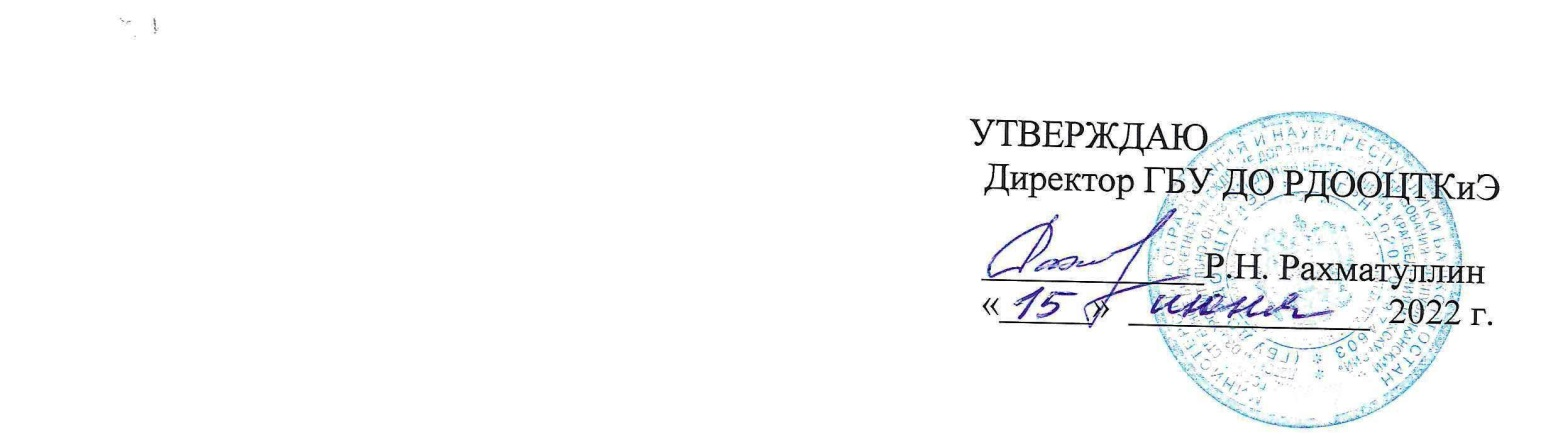 УТВЕРЖДАЮ
Директор ГБУ ДО РДООЦТКиЭ
Р.Н. Рахматуллин
«15» июня 2022 г.